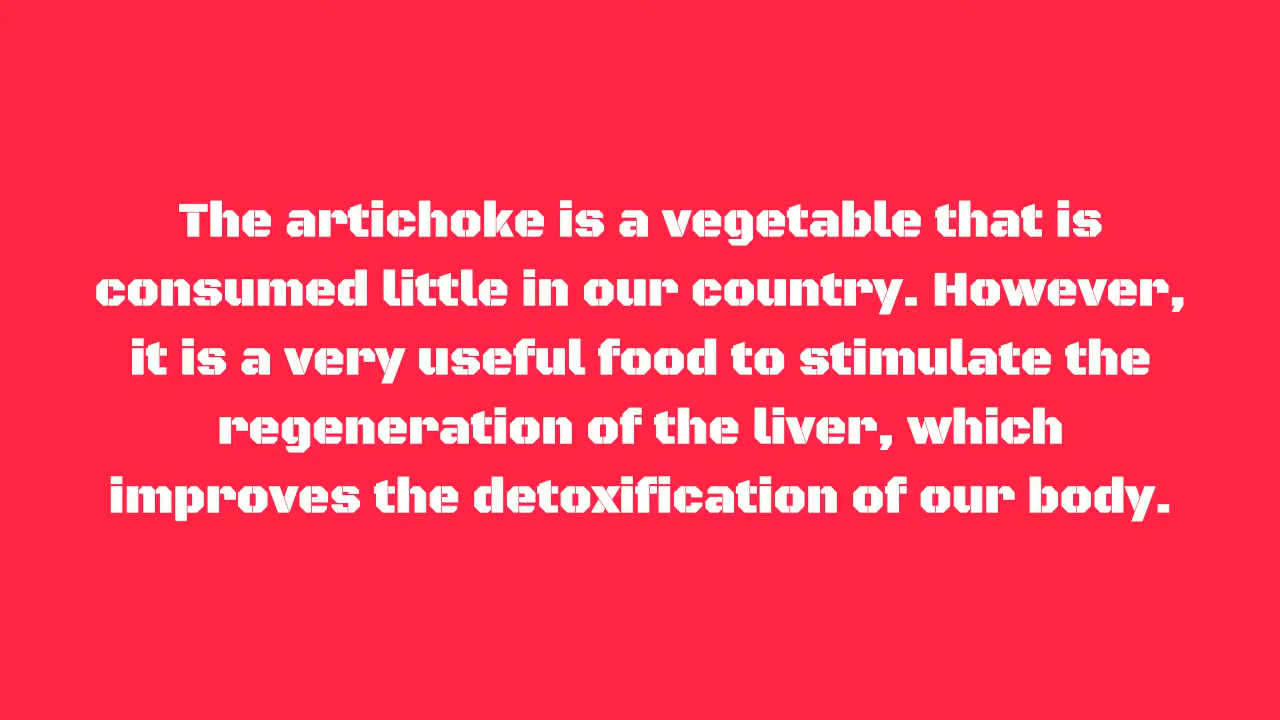 The artichoke is a vegetable that is
consumed little in our country. However,
it is a very useful food to stimulate the
regeneration of the liver, which
improves the detoxification of our body.